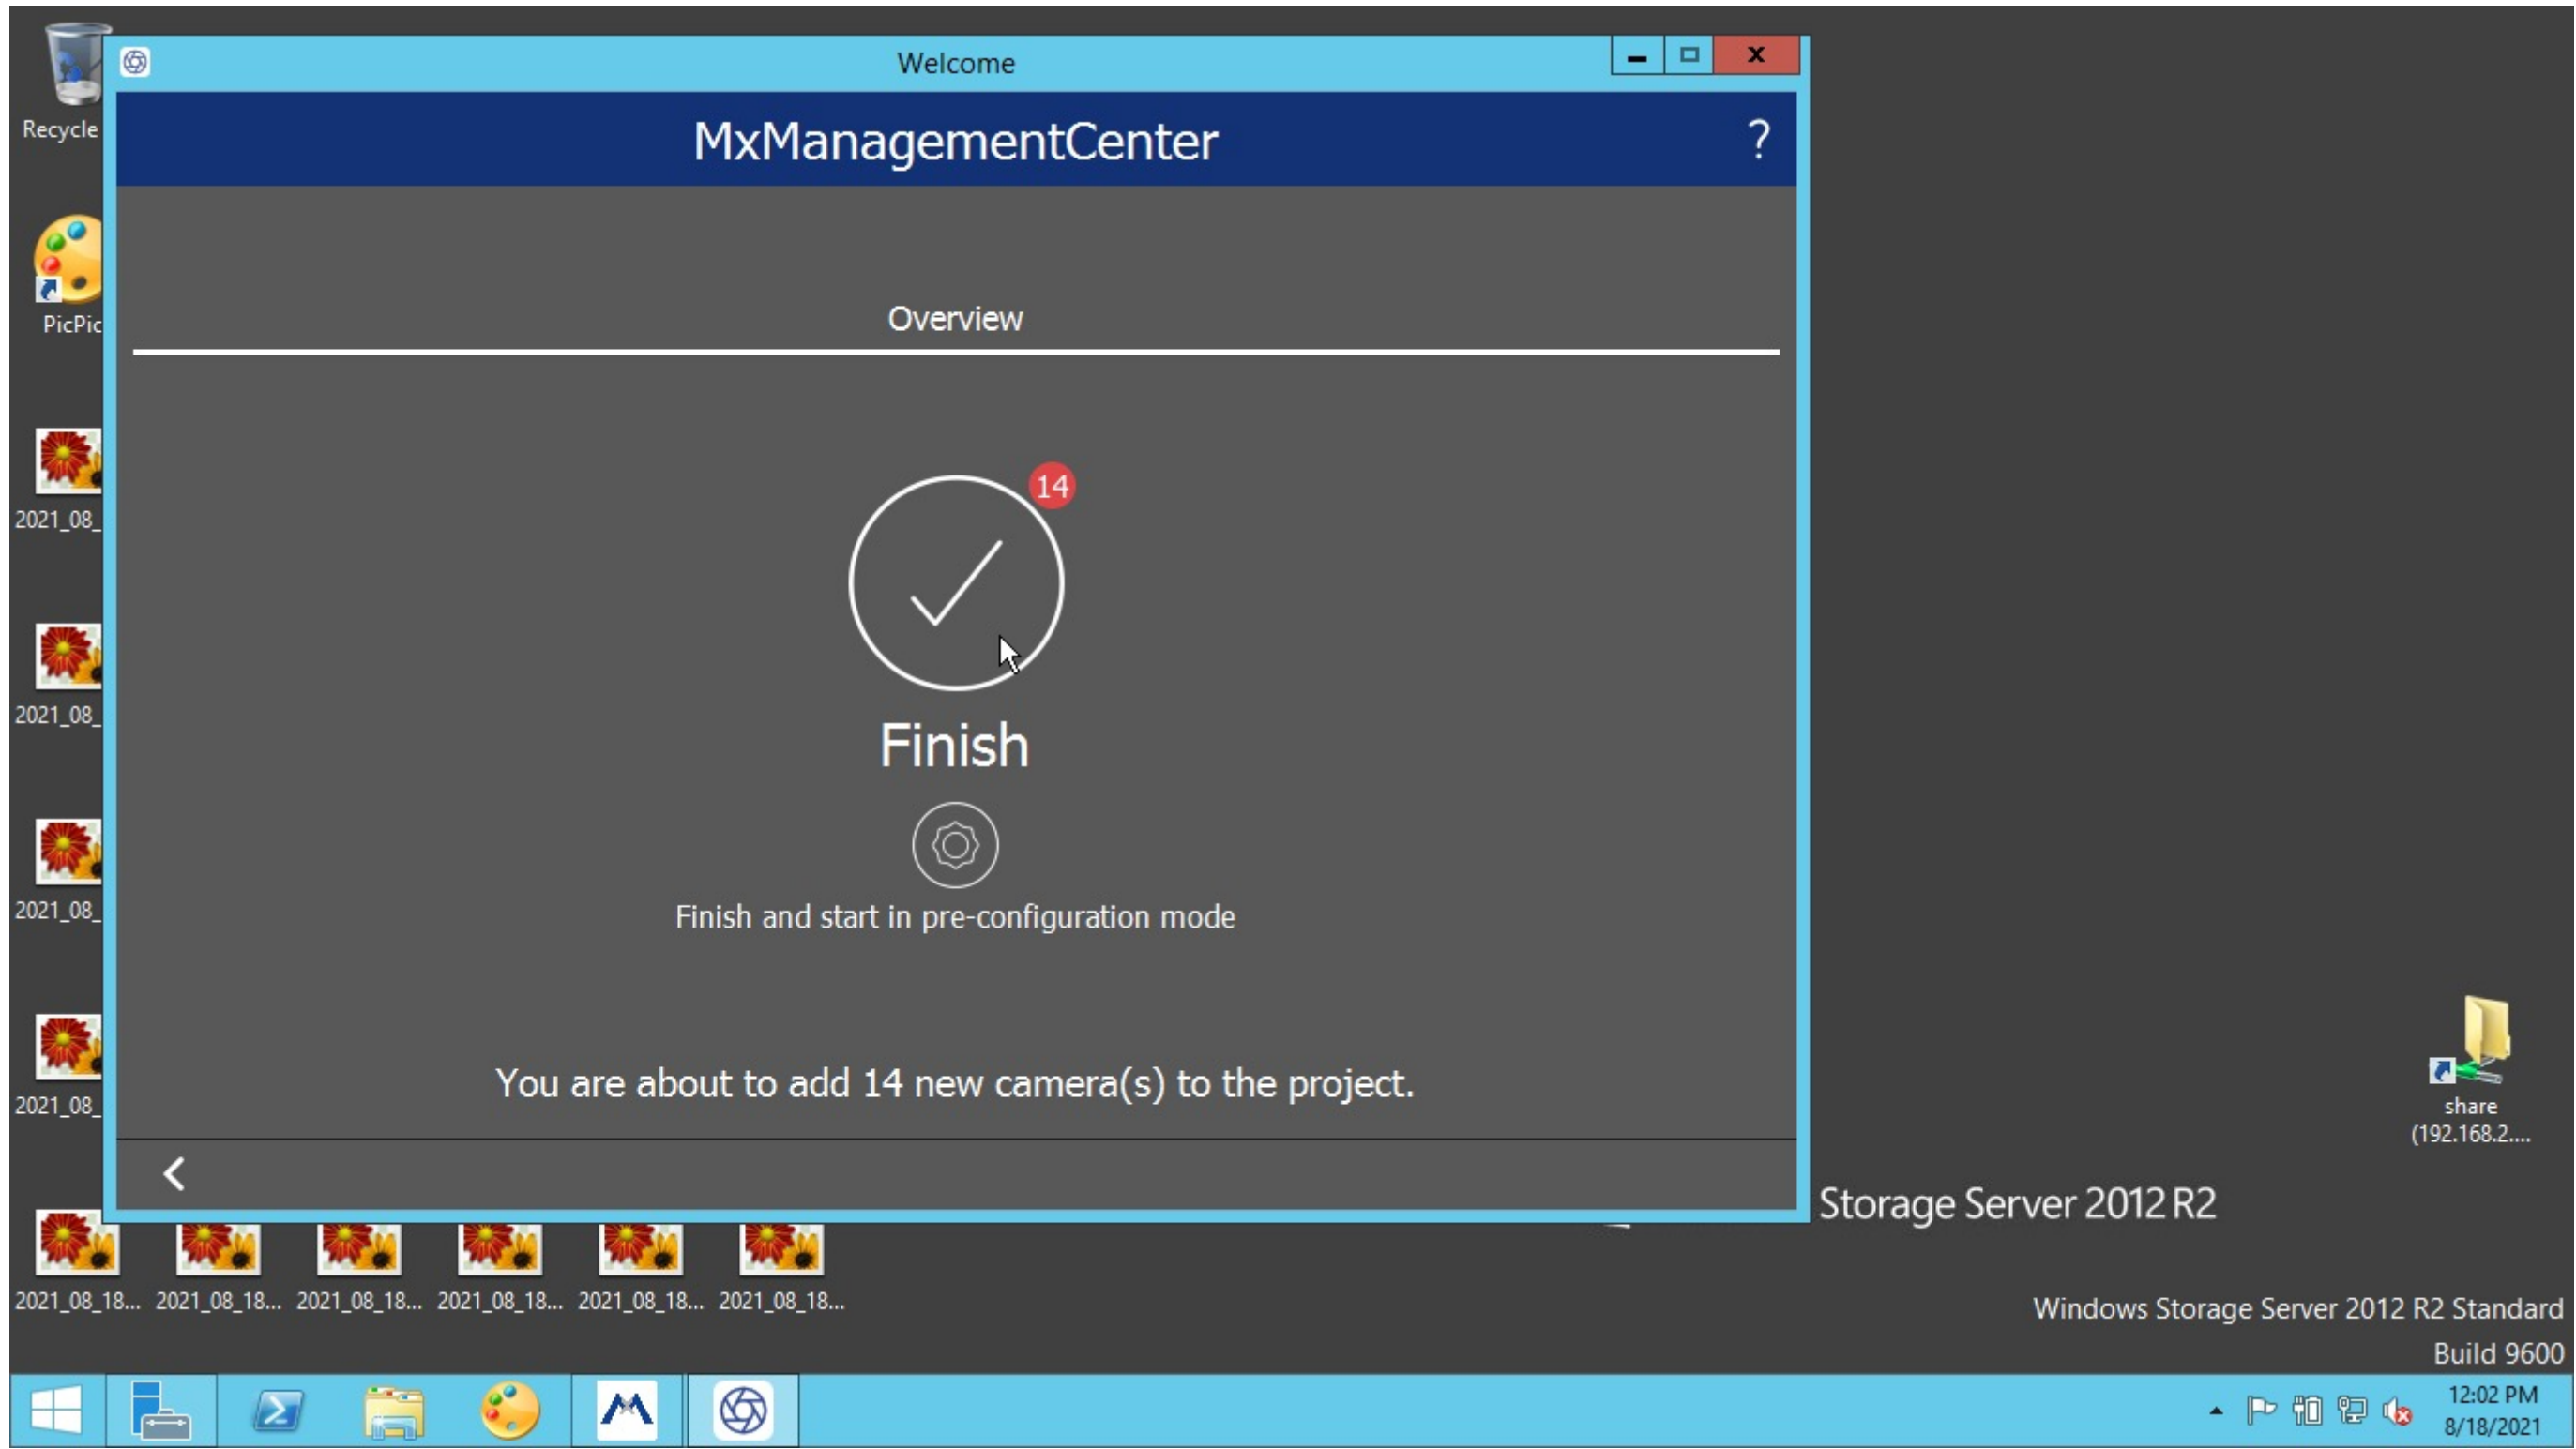 Welcome
MxManagementCenter
?
Recycle
Overview
PicPic
14
2021_08_
2021_08_
Finish
2021_08_
Finish and start in pre-configuration mode
You are about to add 14 new camera(s) to the project.
2021_08_
share
(192.168.2....
Storage Server 2012 R2
2021_08_18... 2021_08_18... 2021_08_18... 2021_08_18... 2021_08_18... 2021_08_18...
Windows Storage Server 2012 R2 Standard
Build 9600
12:02 PM
8/18/2021